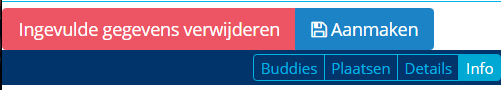 Ingevulde gegevens verwijderen Aanmaken
Buddies Plaatsen Details Info